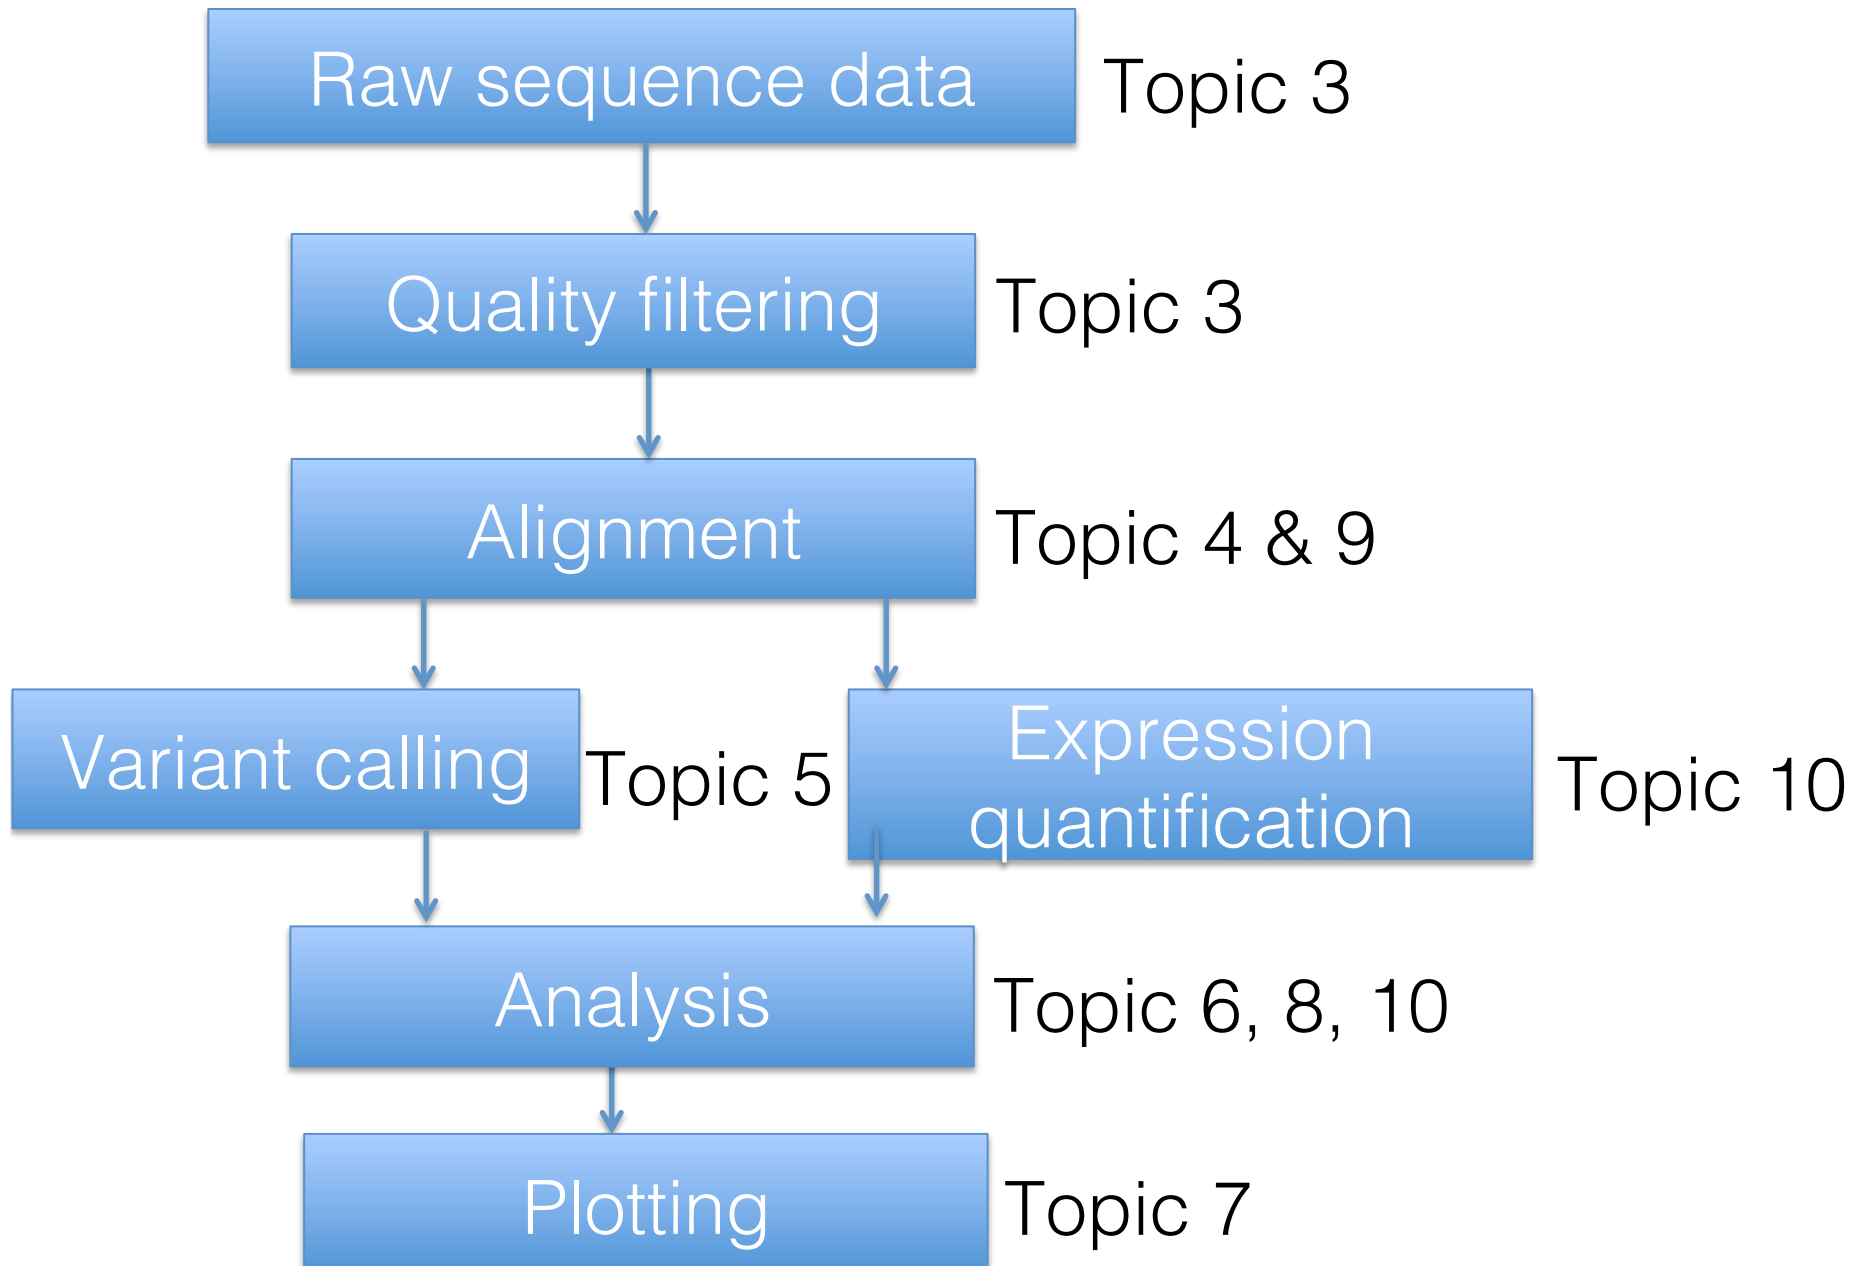 Raw sequence data
Topic 3
Quality filtering
Topic 3
Alignment
Topic 4 & 9
Variant calling
Topic 5
Expression
quantification
Topic 10
Analysis
Topic 6, 8, 10
Plotting
Topic 7